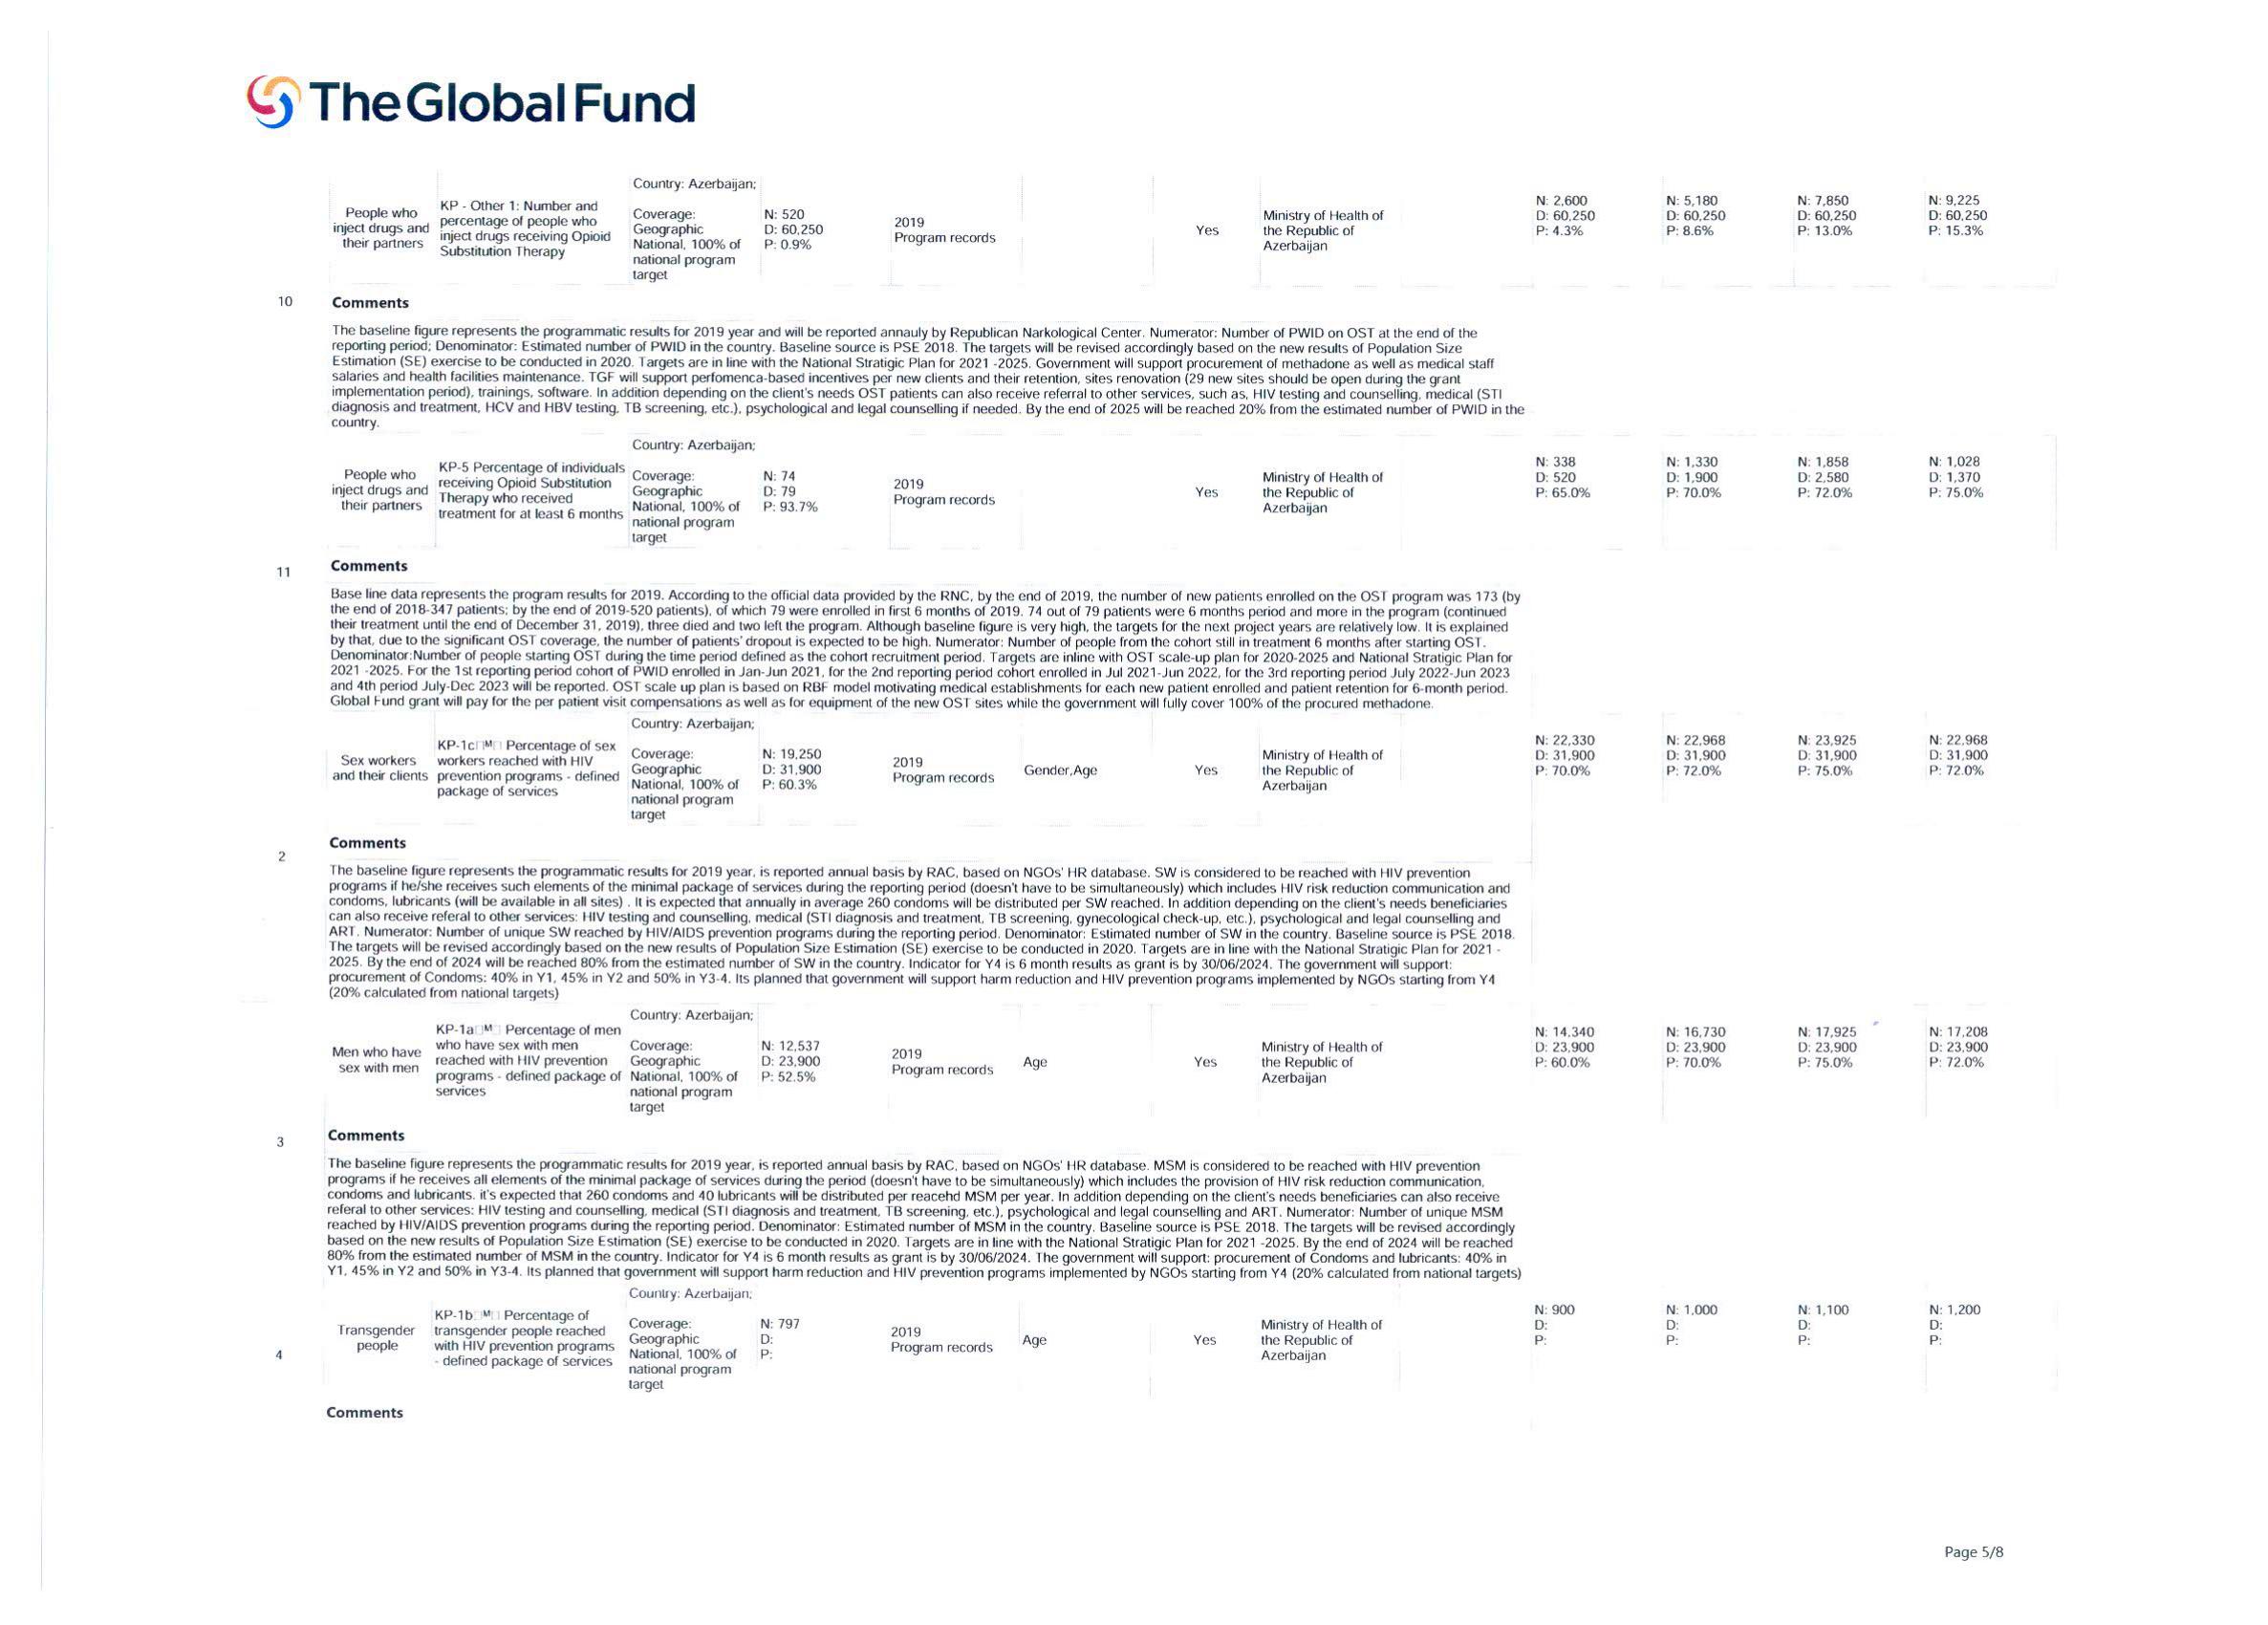 The Global Fund
Country: Azerbaijan;
People who
inject drugs and
their partners
KP - Other 1: Number and
percentage of people who
inject drugs receiving Opioid
Substitution Therapy
Coverage:
Geographic
National, 100% of
national program
target
N: 520
D: 60,250
P: 0.9%
2019
Program records
Yes
Ministry of Health of
the Republic of
Azerbaijan
N: 2,600
D: 60,250
P: 4.3%
N: 5,180
D: 60,250
P: 8.6%
N: 7,850
D: 60,250
P: 13.0%
N: 9,225
D: 60,250
P: 15.3%
10
Comments
The baseline figure represents the programmatic results for 2019 year and will be reported annauly by Republican Narkological Center. Numerator: Number of PWID on OST at the end of the
reporting period; Denominator: Estimated number of PWID in the country. Baseline source is PSE 2018. The targets will be revised accordingly based on the new results of Population Size
Estimation (SE) exercise to be conducted in 2020. Targets are in line with the National Stratigic Plan for 2021 -2025. Government will support procurement of methadone as well as medical staff
salaries and health facilities maintenance. TGF will support perfomenca-based incentives per new clients and their retention, sites renovation (29 new sites should be open during the grant
implementation period), trainings, software. In addition depending on the client's needs OST patients can also receive referral to other services, such as, HIV testing and counselling, medical (STI
diagnosis and treatment, HCV and HBV testing, TB screening, etc.), psychological and legal counselling if needed. By the end of 2025 will be reached 20% from the estimated number of PWID in the
country.
Country: Azerbaijan;
People who
inject drugs and
their partners
KP-5 Percentage of individuals
receiving Opioid Substitution
Therapy who received
treatment for at least 6 months
Coverage:
Geographic
National, 100% of
national program
target
N: 74
D: 79
P: 93.7%
2019
Program records
Yes
Ministry of Health of
the Republic of
Azerbaijan
N: 338
D: 520
P: 65.0%
N: 1,330
D: 1,900
P: 70.0%
N: 1,858
D: 2,580
P: 72.0%
N: 1,028
D: 1,370
P: 75.0%
11
Comments
Base line data represents the program results for 2019. According to the official data provided by the RNC, by the end of 2019, the number of new patients enrolled on the OST program was 173 (by
the end of 2018-347 patients; by the end of 2019-520 patients), of which 79 were enrolled in first 6 months of 2019. 74 out of 79 patients were 6 months period and more in the program (continued
their treatment until the end of December 31, 2019), three died and two left the program. Although baseline figure is very high, the targets for the next project years are relatively low. It is explained
by that, due to the significant OST coverage, the number of patients' dropout is expected to be high. Numerator: Number of people from the cohort still in treatment 6 months after starting OST.
Denominator:Number of people starting OST during the time period defined as the cohort recruitment period. Targets are inline with OST scale-up plan for 2020-2025 and National Stratigic Plan for
2021 -2025. For the 1st reporting period cohort of PWID enrolled in Jan-Jun 2021, for the 2nd reporting period cohort enrolled in Jul 2021-Jun 2022, for the 3rd reporting period July 2022-Jun 2023
and 4th period July-Dec 2023 will be reported. OST scale up plan is based on RBF model motivating medical establishments for each new patient enrolled and patient retention for 6-month period.
Global Fund grant will pay for the per patient visit compensations as well as for equipment of the new OST sites while the government will fully cover 100% of the procured methadone.
Country: Azerbaijan;
Sex workers
and their clients
KP-1c▯ᴹ▯ Percentage of sex
workers reached with HIV
prevention programs - defined
package of services
Coverage:
Geographic
National, 100% of
national program
target
N: 19,250
D: 31,900
P: 60.3%
2019
Program records
Gender,Age
Yes
Ministry of Health of
the Republic of
Azerbaijan
N: 22,330
D: 31,900
P: 70.0%
N: 22,968
D: 31,900
P: 72.0%
N: 23,925
D: 31,900
P: 75.0%
N: 22,968
D: 31,900
P: 72.0%
2
Comments
The baseline figure represents the programmatic results for 2019 year, is reported annual basis by RAC, based on NGOs' HR database. SW is considered to be reached with HIV prevention
programs if he/she receives such elements of the minimal package of services during the reporting period (doesn't have to be simultaneously) which includes HIV risk reduction communication and
condoms, lubricants (will be available in all sites) . It is expected that annually in average 260 condoms will be distributed per SW reached. In addition depending on the client's needs beneficiaries
can also receive referal to other services: HIV testing and counselling, medical (STI diagnosis and treatment, TB screening, gynecological check-up, etc.), psychological and legal counselling and
ART. Numerator: Number of unique SW reached by HIV/AIDS prevention programs during the reporting period. Denominator: Estimated number of SW in the country. Baseline source is PSE 2018.
The targets will be revised accordingly based on the new results of Population Size Estimation (SE) exercise to be conducted in 2020. Targets are in line with the National Stratigic Plan for 2021 -
2025. By the end of 2024 will be reached 80% from the estimated number of SW in the country. Indicator for Y4 is 6 month results as grant is by 30/06/2024. The government will support:
procurement of Condoms: 40% in Y1, 45% in Y2 and 50% in Y3-4. Its planned that government will support harm reduction and HIV prevention programs implemented by NGOs starting from Y4
(20% calculated from national targets)
Country: Azerbaijan;
Men who have
sex with men
KP-1a▯ᴹ▯ Percentage of men
who have sex with men
reached with HIV prevention
programs - defined package of
services
Coverage:
Geographic
National, 100% of
national program
target
N: 12,537
D: 23,900
P: 52.5%
2019
Program records
Age
Yes
Ministry of Health of
the Republic of
Azerbaijan
N: 14,340
D: 23,900
P: 60.0%
N: 16,730
D: 23,900
P: 70.0%
N: 17,925
D: 23,900
P: 75.0%
N: 17,208
D: 23,900
P: 72.0%
3
Comments
The baseline figure represents the programmatic results for 2019 year, is reported annual basis by RAC, based on NGOs' HR database. MSM is considered to be reached with HIV prevention
programs if he receives all elements of the minimal package of services during the period (doesn't have to be simultaneously) which includes the provision of HIV risk reduction communication,
condoms and lubricants. it's expected that 260 condoms and 40 lubricants will be distributed per reacehd MSM per year. In addition depending on the client's needs beneficiaries can also receive
referal to other services: HIV testing and counselling, medical (STI diagnosis and treatment, TB screening, etc.), psychological and legal counselling and ART. Numerator: Number of unique MSM
reached by HIV/AIDS prevention programs during the reporting period. Denominator: Estimated number of MSM in the country. Baseline source is PSE 2018. The targets will be revised accordingly
based on the new results of Population Size Estimation (SE) exercise to be conducted in 2020. Targets are in line with the National Stratigic Plan for 2021 -2025. By the end of 2024 will be reached
80% from the estimated number of MSM in the country. Indicator for Y4 is 6 month results as grant is by 30/06/2024. The government will support: procurement of Condoms and lubricants: 40% in
Y1, 45% in Y2 and 50% in Y3-4. Its planned that government will support harm reduction and HIV prevention programs implemented by NGOs starting from Y4 (20% calculated from national targets)
Country: Azerbaijan;
Transgender
people
KP-1b▯ᴹ▯ Percentage of
transgender people reached
with HIV prevention programs
- defined package of services
Coverage:
Geographic
National, 100% of
national program
target
N: 797
D:
P:
2019
Program records
Age
Yes
Ministry of Health of
the Republic of
Azerbaijan
N: 900
D:
P:
N: 1,000
D:
P:
N: 1,100
D:
P:
N: 1,200
D:
P:
4
Comments
Page 5/8